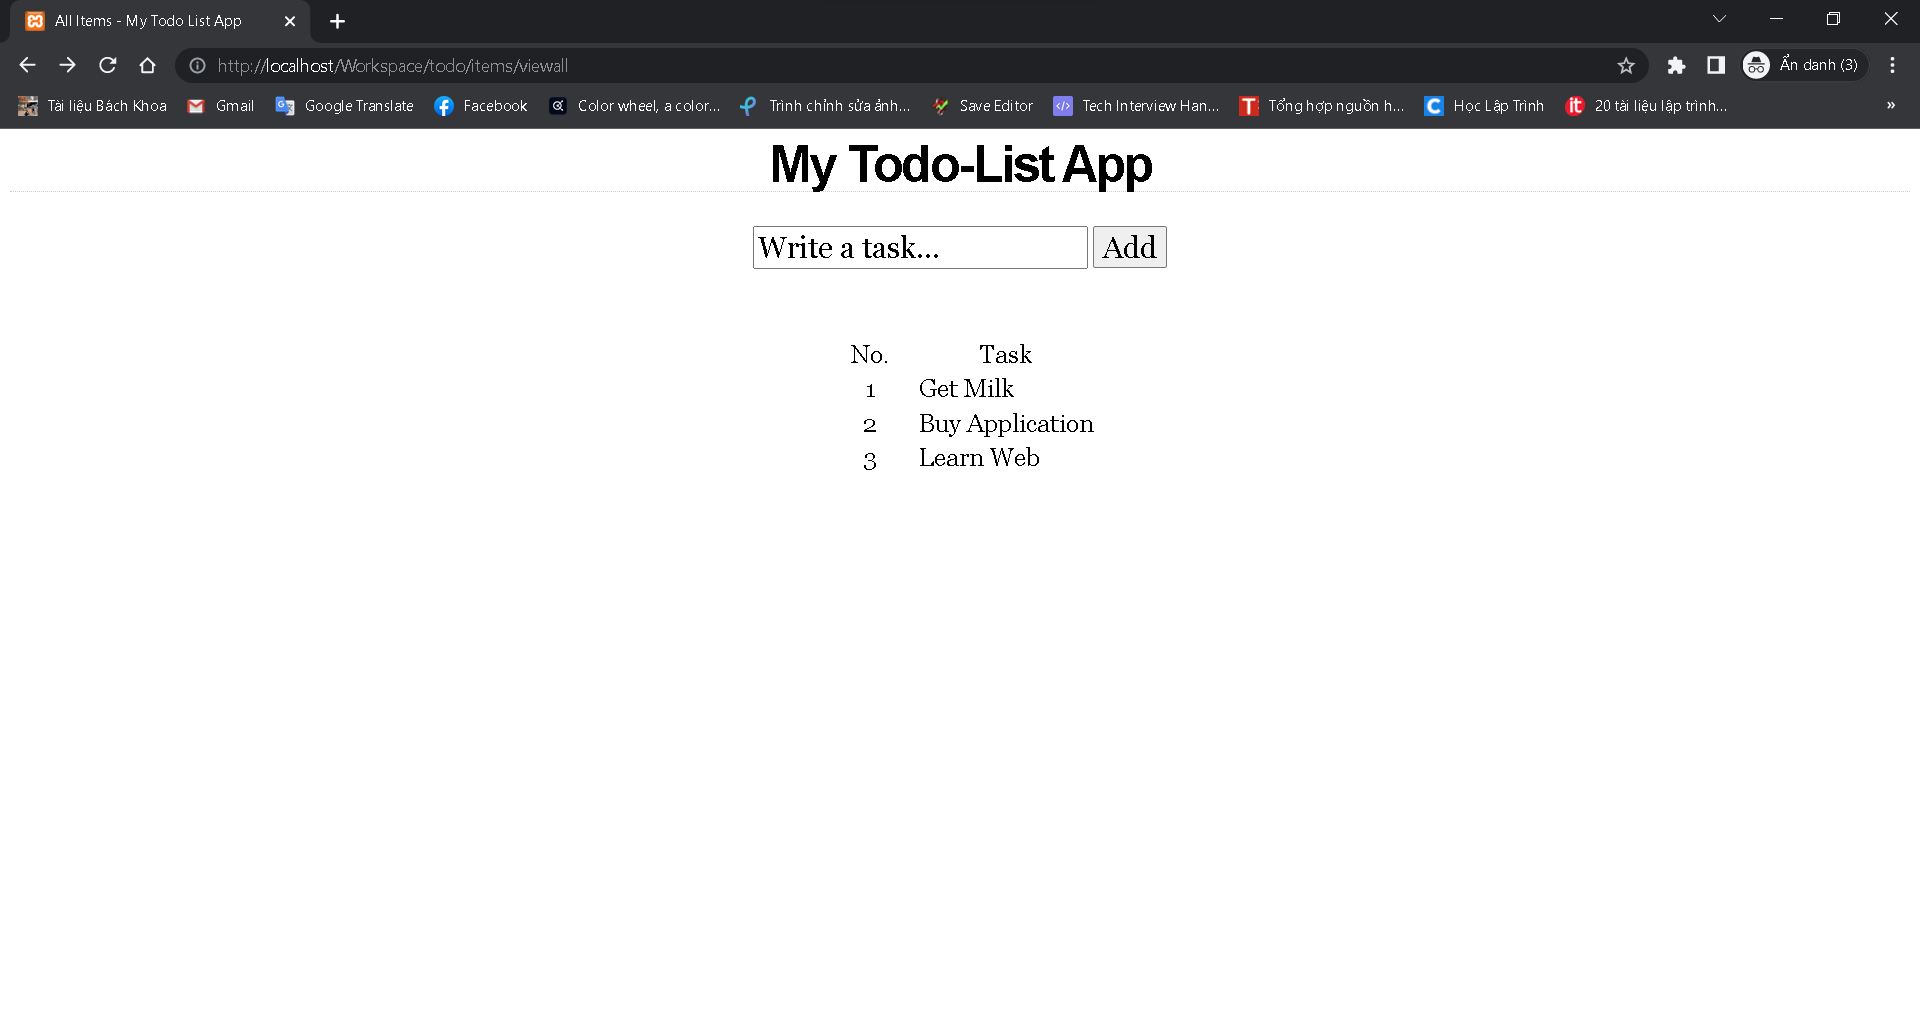 All Items - My Todo List App
http://localhost/Workspace/todo/items/viewall
Ẩn danh (3)
Tài liệu Bách Khoa Gmail Google Translate Facebook Color wheel, a color... Trình chỉnh sửa ảnh... Save Editor Tech Interview Han... Tổng hợp nguồn h... Học Lập Trình 20 tài liệu lập trình... »
My Todo-List App
Write a task... Add
No. Task
1 Get Milk
2 Buy Application
3 Learn Web